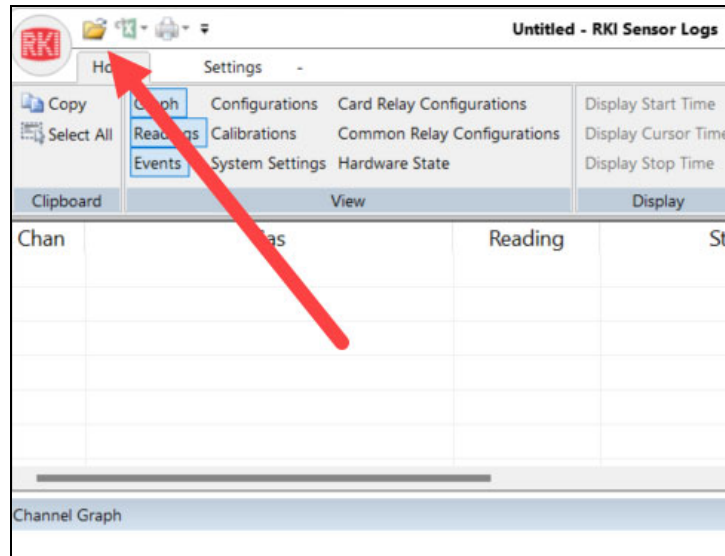 RKI
Untitled - RKI Sensor Logs
Settings -
Copy
Configurations Card Relay Configurations Display Start Time
Select All Readings Calibrations Common Relay Configurations Display Cursor Time
Events System Settings Hardware State Display Stop Time
Clipboard View Display
Chan Reading
Channel Graph